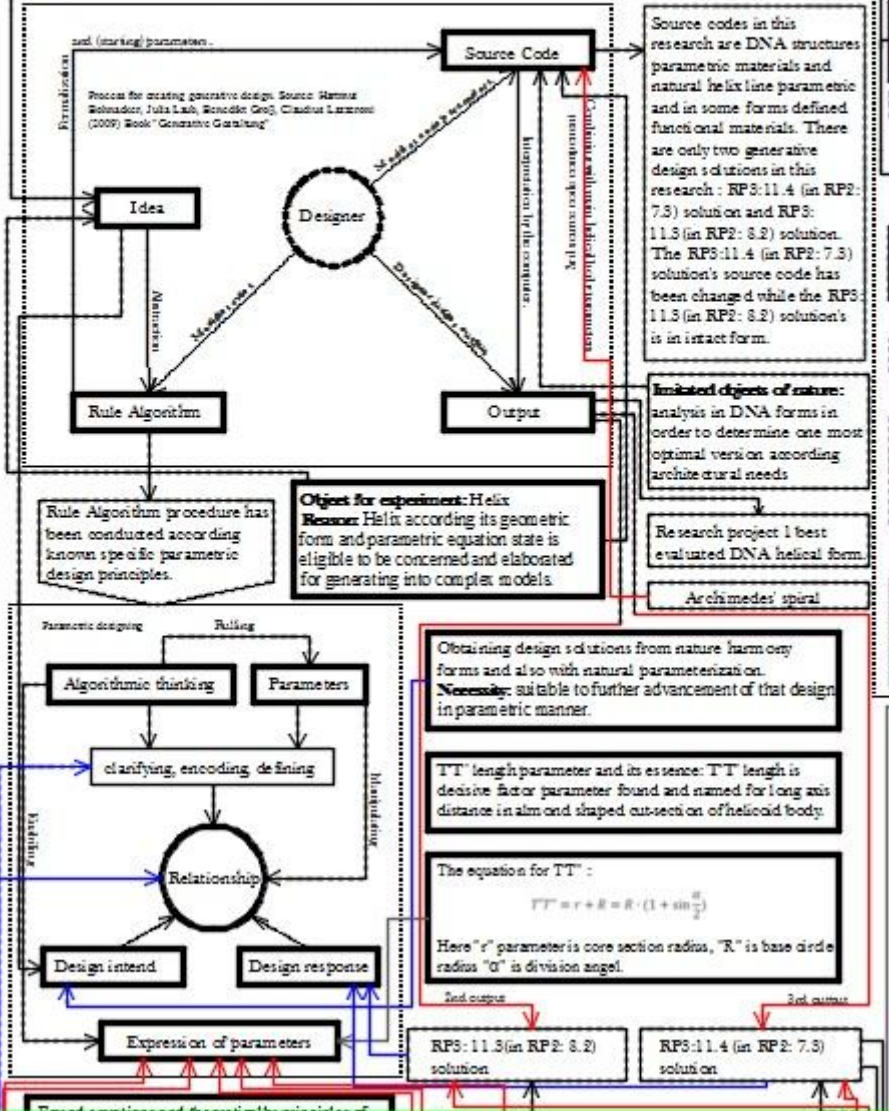 and (starting) parameters.
Source Code
Formalization
Process for creating generative design. Source: Hartmut
Bohnacker, Julia Laub, Benedikt Groß, Claudius Lazzeroni
(2009) Book "Generative Gestaltung"
Source codes in this
research are DNA structures
parametric materials and
natural helix line parametric
and in some forms defined
functional materials. There
are only two generative
design solutions in this
research : RP3:11.4 (in RP2:
7.3) solution and RP3:
11.3(in RP2: 8.2) solution.
The RP3:11.4 (in RP2: 7.3)
solution's source code has
been changed while the RP3:
11.3(in RP2: 8.2) solution's
is in intact form.
Idea
Designer
Interpretation by the computer.
Rule Algorithm
Output
Imitated objects of nature:
analysis in DNA forms in
order to determine one most
optimal version according
architectural needs
Rule Algorithm procedure has
been conducted according
known specific parametric
design principles.
Object for experiment: Helix
Reason: Helix according its geometric
form and parametric equation state is
eligible to be concerned and elaborated
for generating into complex models.
Research project 1 best
evaluated DNA helical form.
Archimedes' spiral
Parametric designing
Pulling
Algorithmic thinking
Parameters
clarifying, encoding, defining
Manipulating
Relationship
Design intend
Design response
Expression of parameters
Obtaining design solutions from nature harmony
forms and also with natural parameterization.
Necessity: suitable to further advancement of that design
in parametric manner.
TT' length parameter and its essence: TT' length is
decisive factor parameter found and named for long axis
distance in almond shaped cut-section of helicoid body.
The equation for TT" :
TT" = r + R = R · (1 + sin α/2)
Here "r" parameter is core section radius, "R" is base circle
radius "α" is division angel.
2nd output
3rd output
RP3: 11.3(in RP2: 8.2)
solution
RP3:11.4 (in RP2: 7.3)
solution